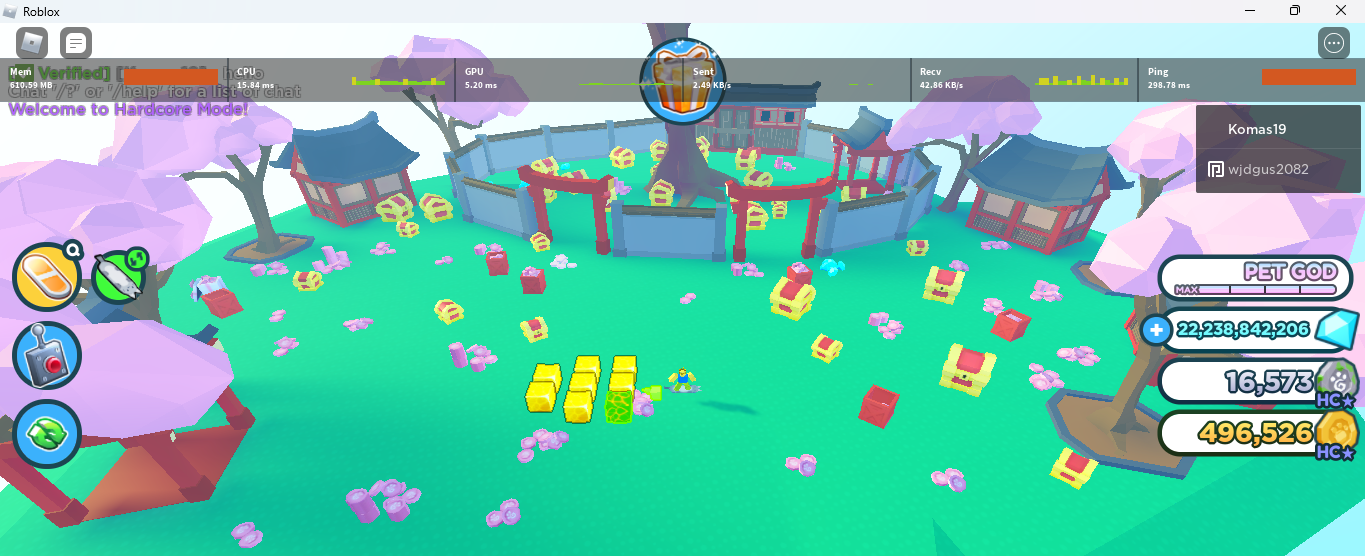 Roblox
Mem
610.59 MB
CPU
15.84 ms
GPU
5.20 ms
Sent
2.49 KB/s
Recv
42.86 KB/s
Ping
298.78 ms
Verified]
Chat '/?' or '/help' for a list of chat
Welcome to Hardcore Mode!
Komas19
wjdgus2082
PET GOD
MAX
22,238,842,206
16,573
HC★
496,526
HC★